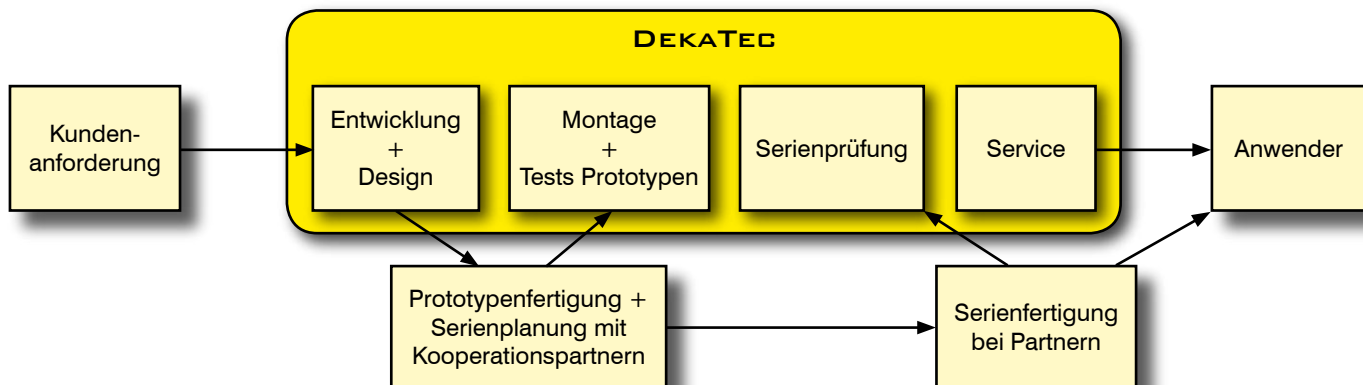 DEKATEC
Kunden-
anforderung
Entwicklung
+
Design
Montage
+
Tests Prototypen
Serienprüfung
Service
Anwender
Prototypenfertigung +
Serienplanung mit
Kooperationspartnern
Serienfertigung
bei Partnern